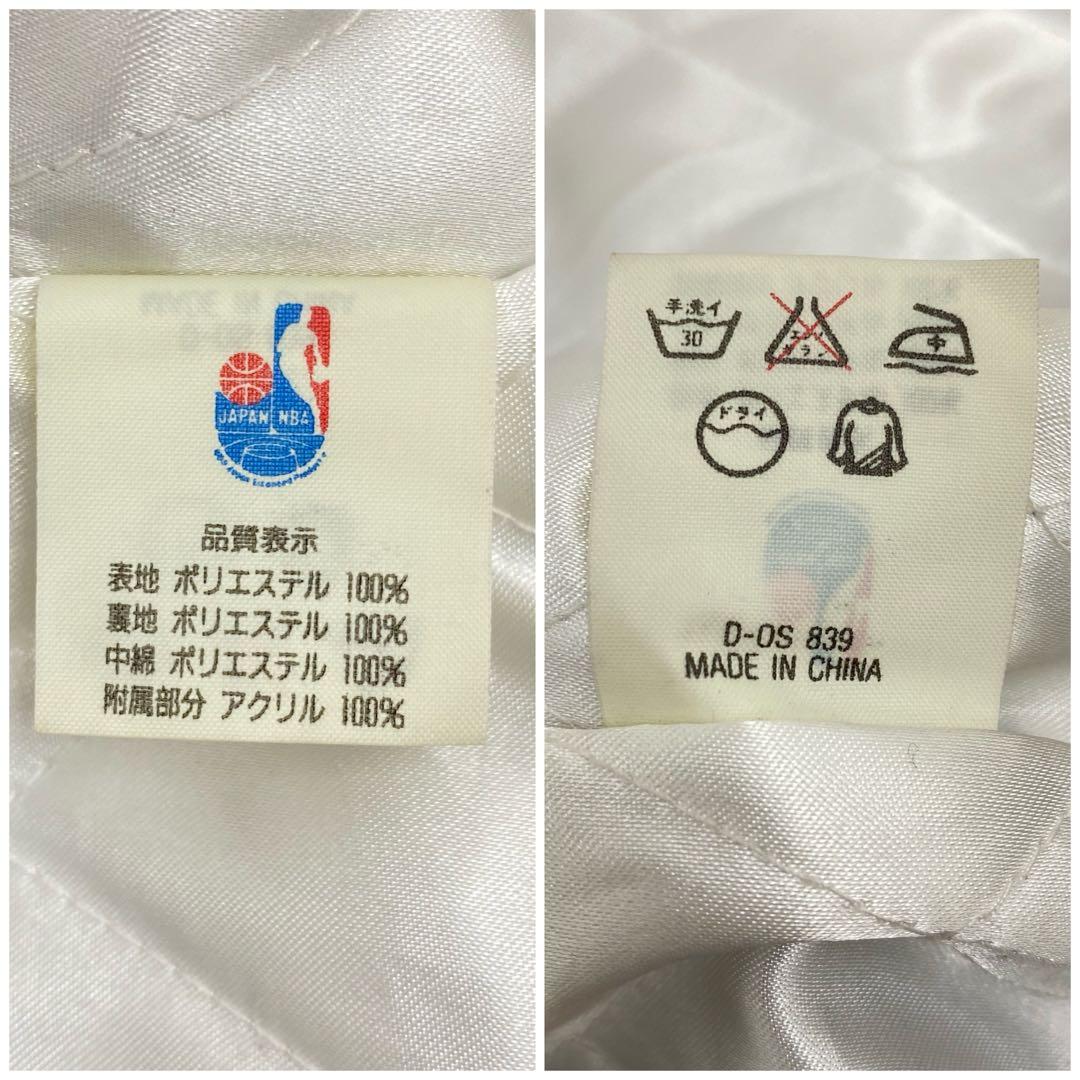 JAPAN NBA
品質表示
表地 ポリエステル 100%
裏地 ポリエステル 100%
中綿 ポリエステル 100%
附属部分 アクリル 100%
手洗イ
30
エンソ
サラシ
中
ドライ
D-OS 839
MADE IN CHINA